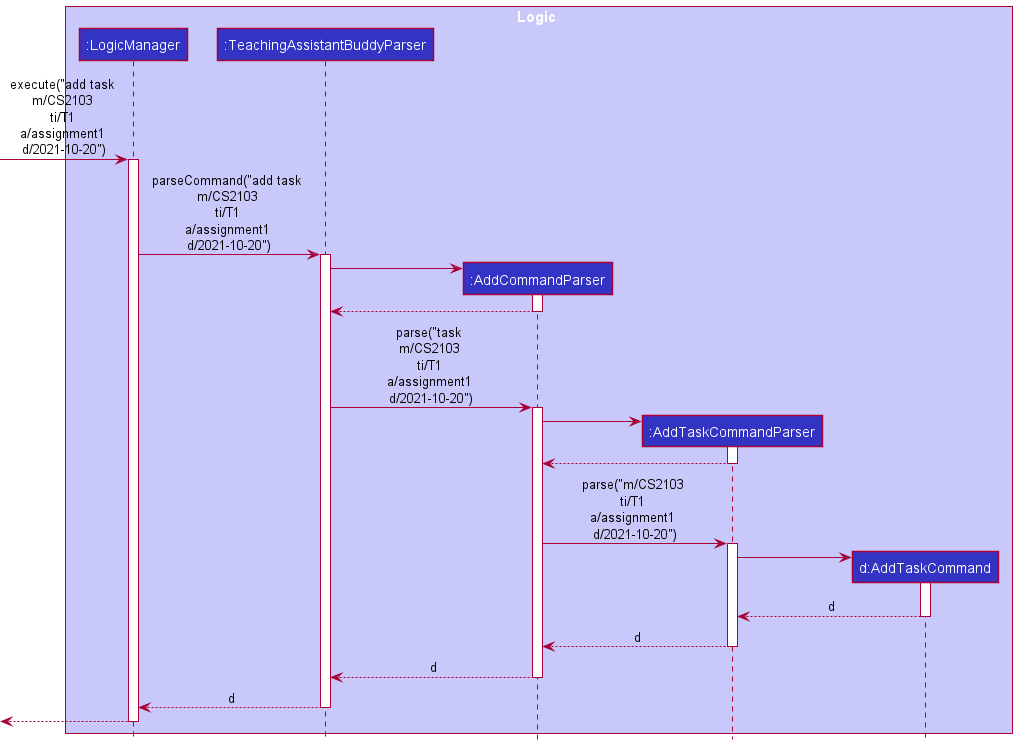 Logic
:LogicManager
:TeachingAssistantBuddyParser
execute("add task
m/CS2103
ti/T1
a/assignment1
d/2021-10-20")
parseCommand("add task
m/CS2103
ti/T1
a/assignment1
d/2021-10-20")
:AddCommandParser
parse("task
m/CS2103
ti/T1
a/assignment1
d/2021-10-20")
:AddTaskCommandParser
parse("m/CS2103
ti/T1
a/assignment1
d/2021-10-20")
d:AddTaskCommand
d
d
d
d